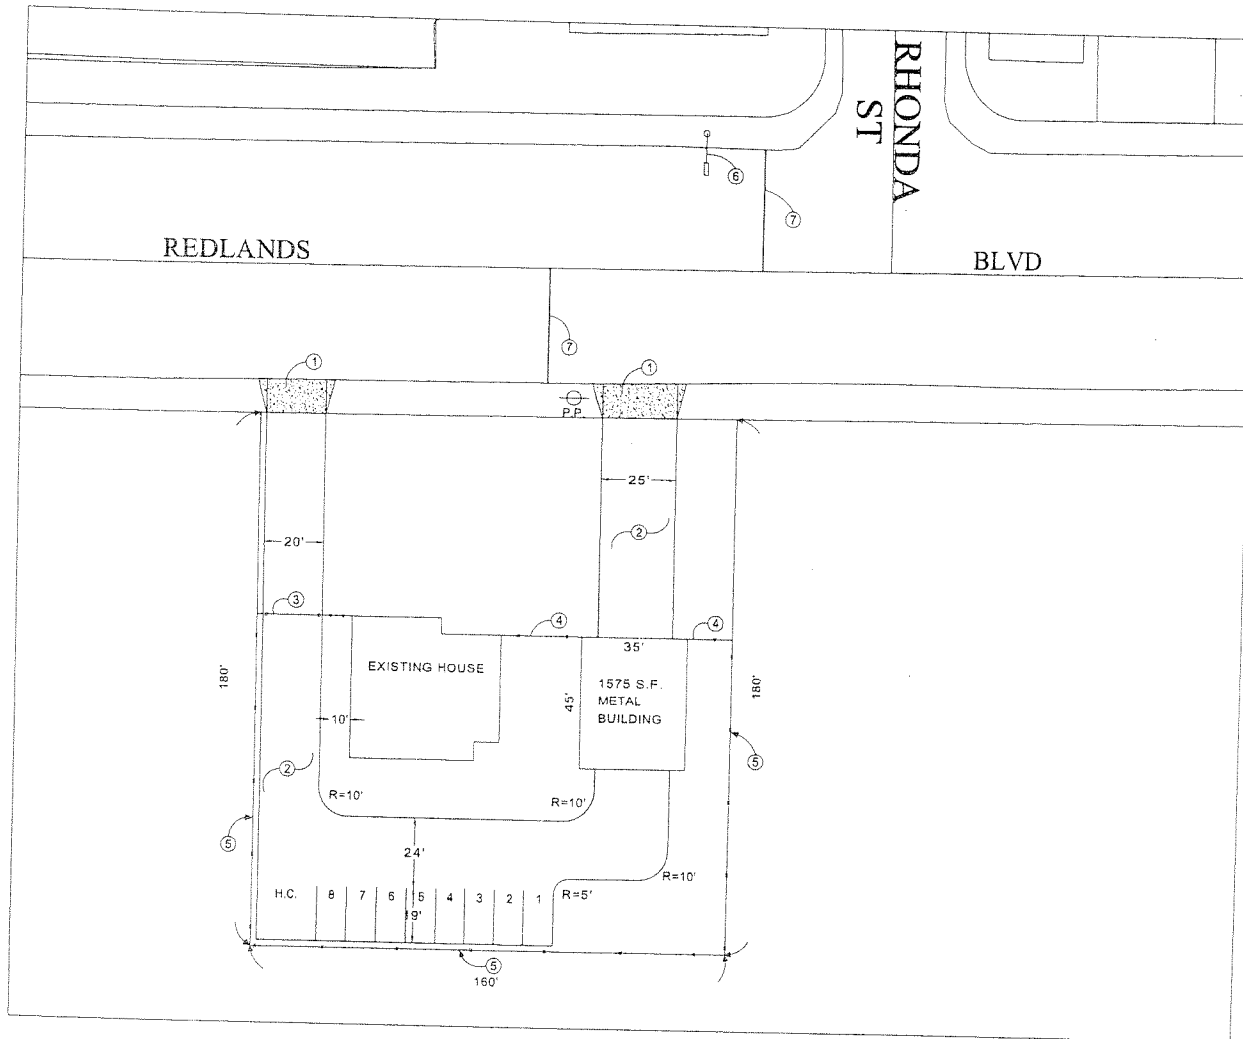 RHONDA
ST
6
7
REDLANDS
BLVD
7
1
1
P.P.
25'
2
20'
3
4
4
35'
EXISTING HOUSE
180'
1575 S.F.
METAL
BUILDING
45'
180'
10'
5
2
R=10'
R=10'
5
24'
R=10'
H.C.
8
7
6
5
4
3
2
1
R=5'
19'
5
160'